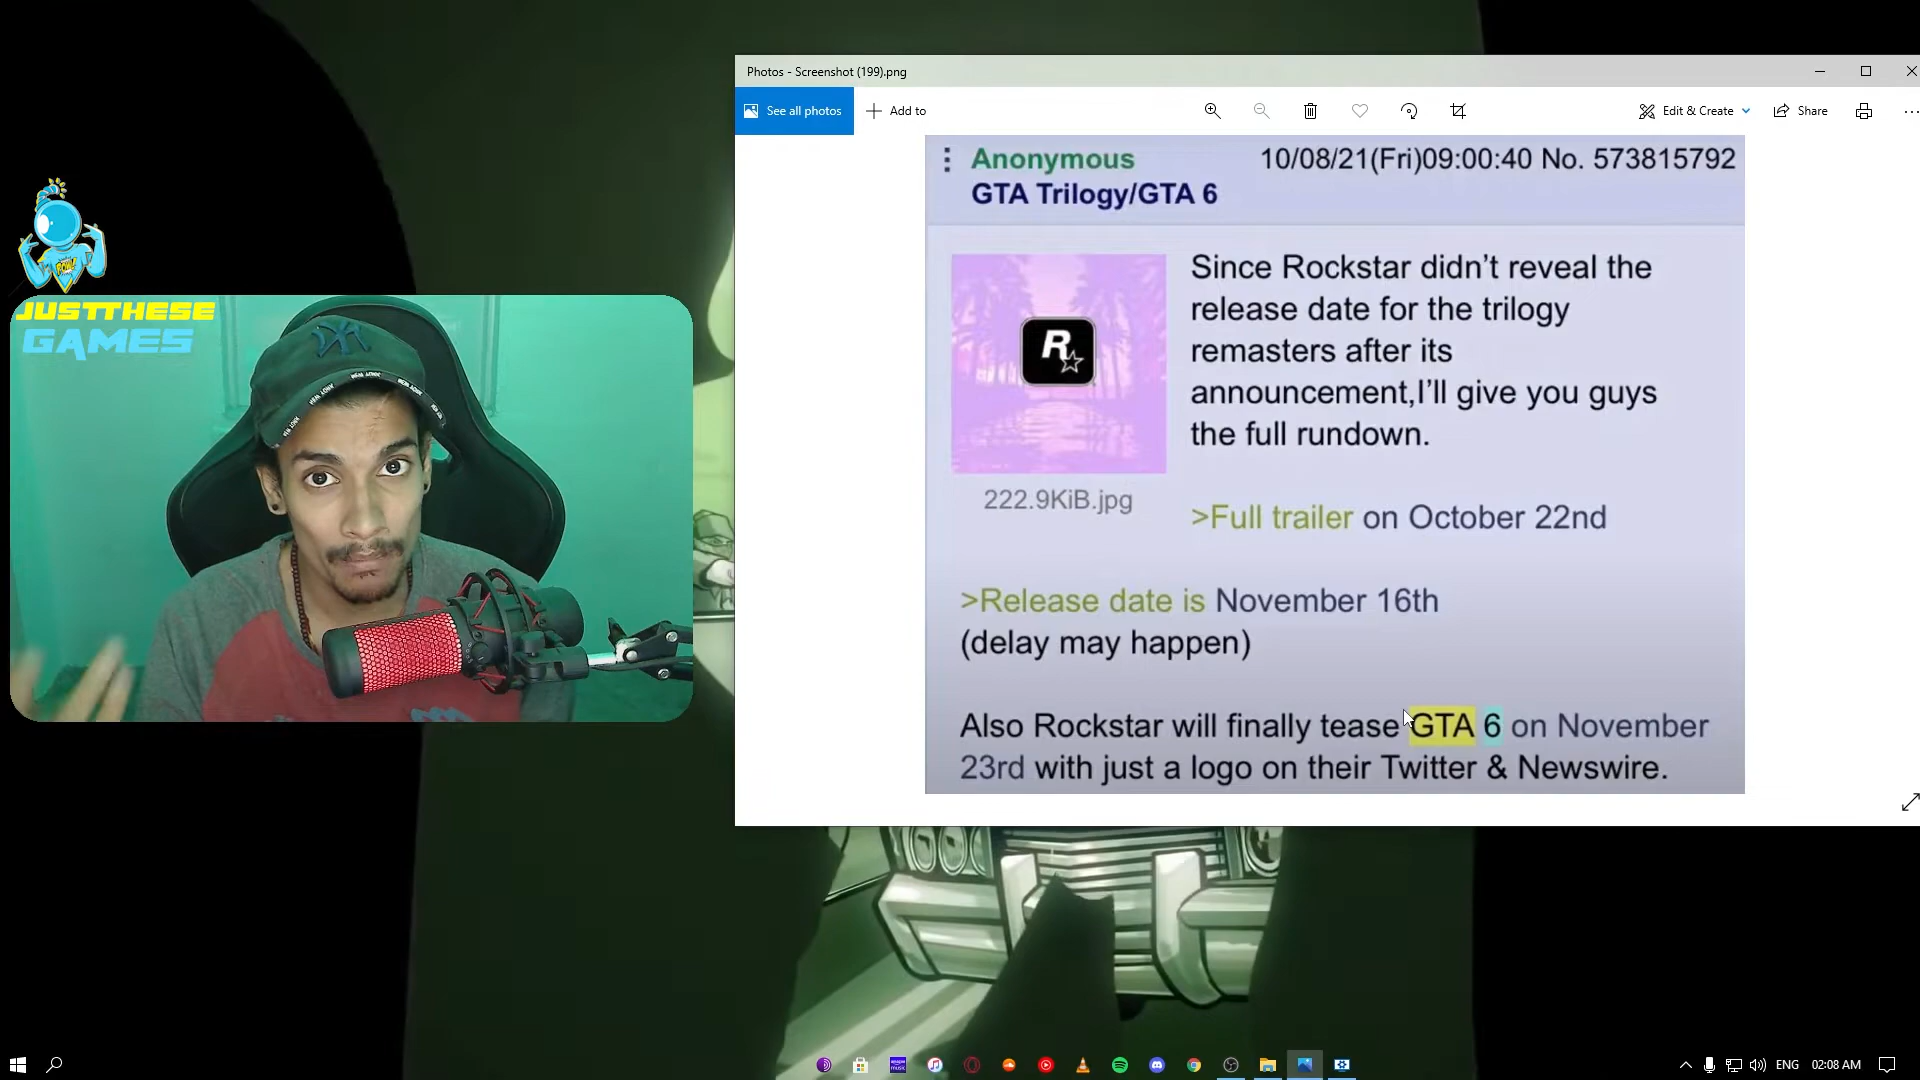 Photos - Screenshot (199).png
See all photos
Add to
Edit & Create
Share
Anonymous
10/08/21(Fri)09:00:40 No. 573815792
GTA Trilogy/GTA 6
R
Since Rockstar didn't reveal the
release date for the trilogy
remasters after its
announcement,I'll give you guys
the full rundown.
222.9KiB.jpg
>Full trailer on October 22nd
>Release date is November 16th
(delay may happen)
Also Rockstar will finally tease GTA 6 on November
23rd with just a logo on their Twitter & Newswire.
JUSTTHESE
GAMES
ENG
02:08 AM